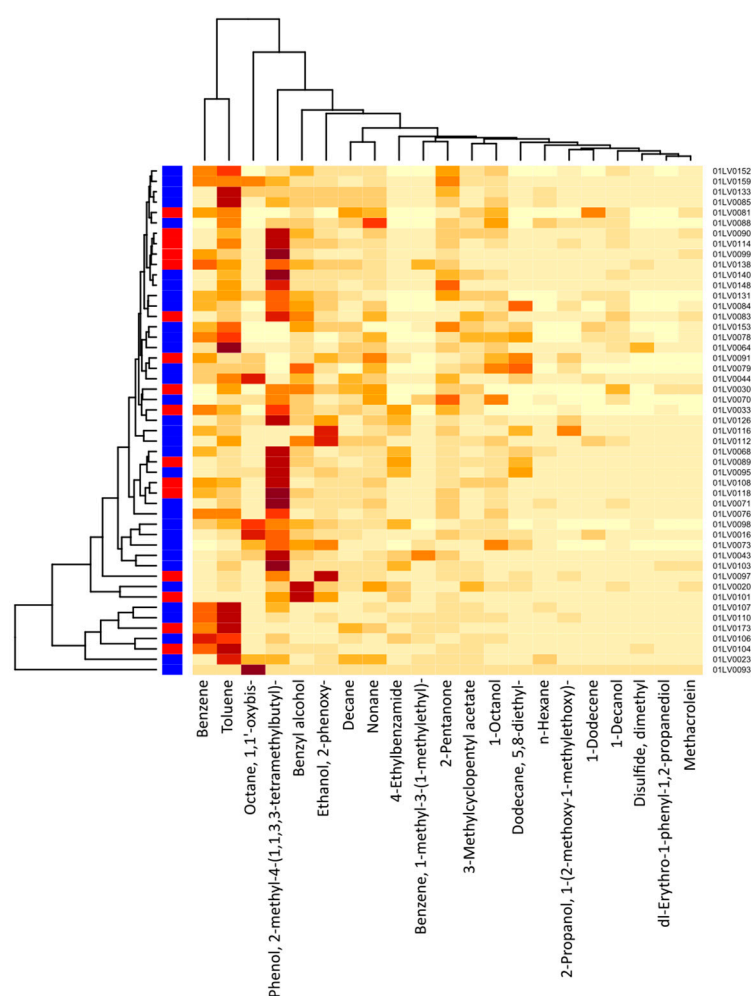 01LV0152
01LV0159
01LV0133
01LV0085
01LV0081
01LV0088
01LV0090
01LV0114
01LV0099
01LV0138
01LV0140
01LV0148
01LV0131
01LV0084
01LV0083
01LV0153
01LV0078
01LV0064
01LV0091
01LV0079
01LV0044
01LV0030
01LV0070
01LV0033
01LV0126
01LV0116
01LV0112
01LV0068
01LV0089
01LV0095
01LV0108
01LV0118
01LV0071
01LV0076
01LV0098
01LV0016
01LV0073
01LV0043
01LV0103
01LV0097
01LV0020
01LV0101
01LV0107
01LV0110
01LV0173
01LV0106
01LV0104
01LV0023
01LV0093
Benzene
Toluene
Octane, 1,1'-oxybis-
Phenol, 2-methyl-4-(1,1,3,3-tetramethylbutyl)-
Benzyl alcohol
Ethanol, 2-phenoxy-
Decane
Nonane
4-Ethylbenzamide
Benzene, 1-methyl-3-(1-methylethyl)-
2-Pentanone
3-Methylcyclopentyl acetate
1-Octanol
Dodecane, 5,8-diethyl-
n-Hexane
2-Propanol, 1-(2-methoxy-1-methylethoxy)-
1-Dodecene
1-Decanol
Disulfide, dimethyl
dl-Erythro-1-phenyl-1,2-propanediol
Methacrolein